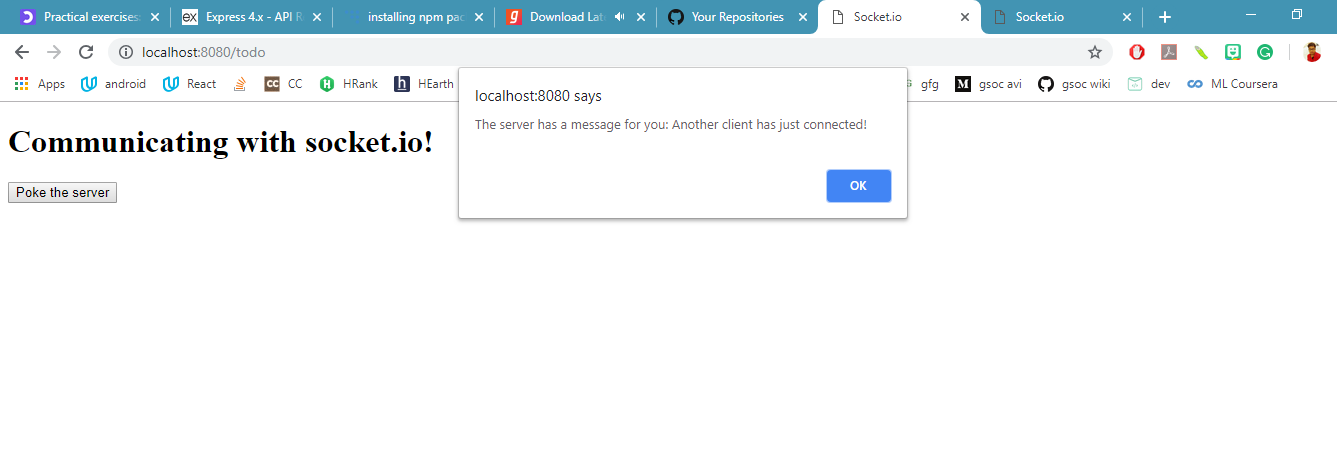 Practical exercises: Express 4.x - API R installing npm pac Download Lat Your Repositories Socket.io Socket.io
localhost:8080/todo
Apps android React CC HRank HEarth gfg gsoc avi gsoc wiki dev ML Coursera
localhost:8080 says
The server has a message for you: Another client has just connected!
OK
Communicating with socket.io!
Poke the server